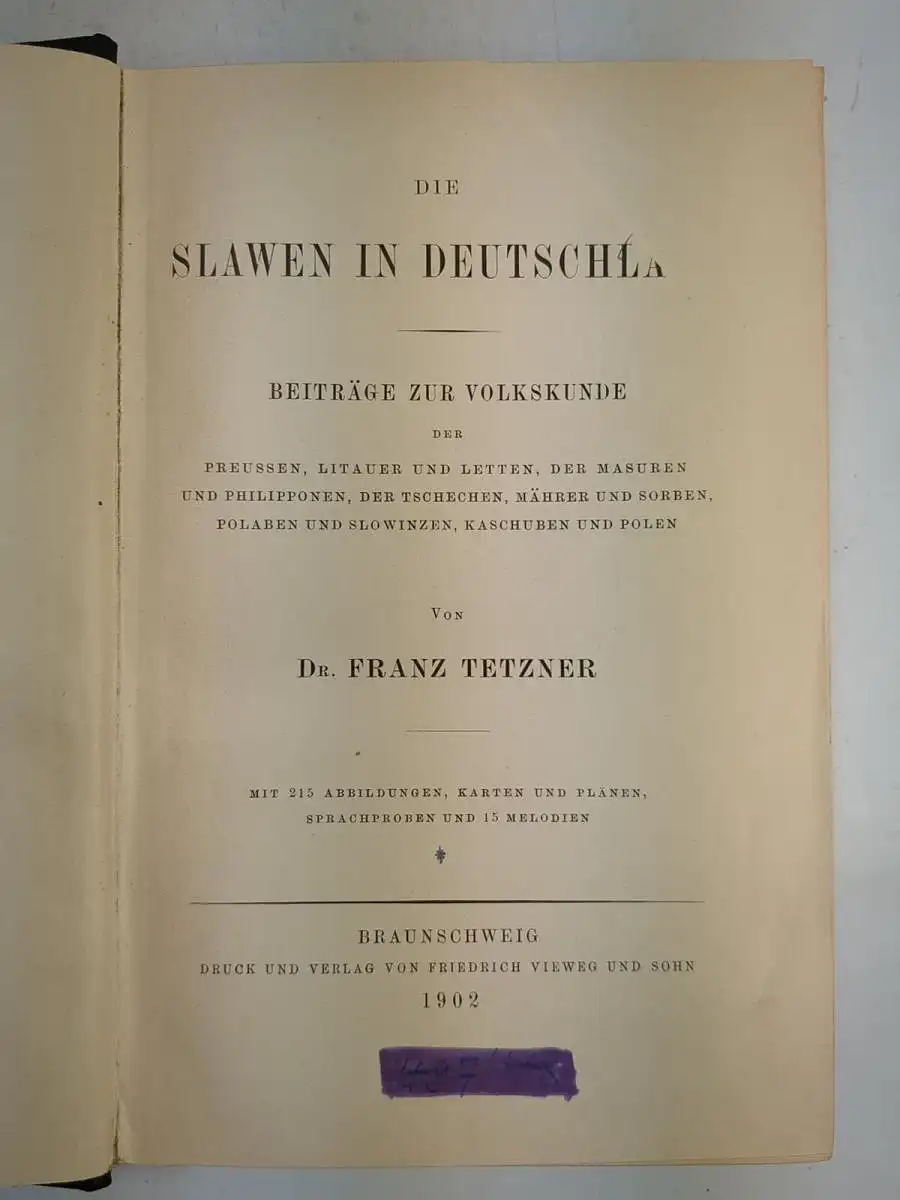 DIE
SLAWEN IN DEUTSCHLA
BEITRÄGE ZUR VOLKSKUNDE
DER
PREUSSEN, LITAUER UND LETTEN, DER MASUREN
UND PHILIPPONEN, DER TSCHECHEN, MÄHRER UND SORBEN,
POLABEN UND SLOWINZEN, KASCHUBEN UND POLEN
VON
DR. FRANZ TETZNER
MIT 215 ABBILDUNGEN, KARTEN UND PLÄNEN,
SPRACHPROBEN UND 15 MELODIEN
BRAUNSCHWEIG
DRUCK UND VERLAG VON FRIEDRICH VIEWEG UND SOHN
1902